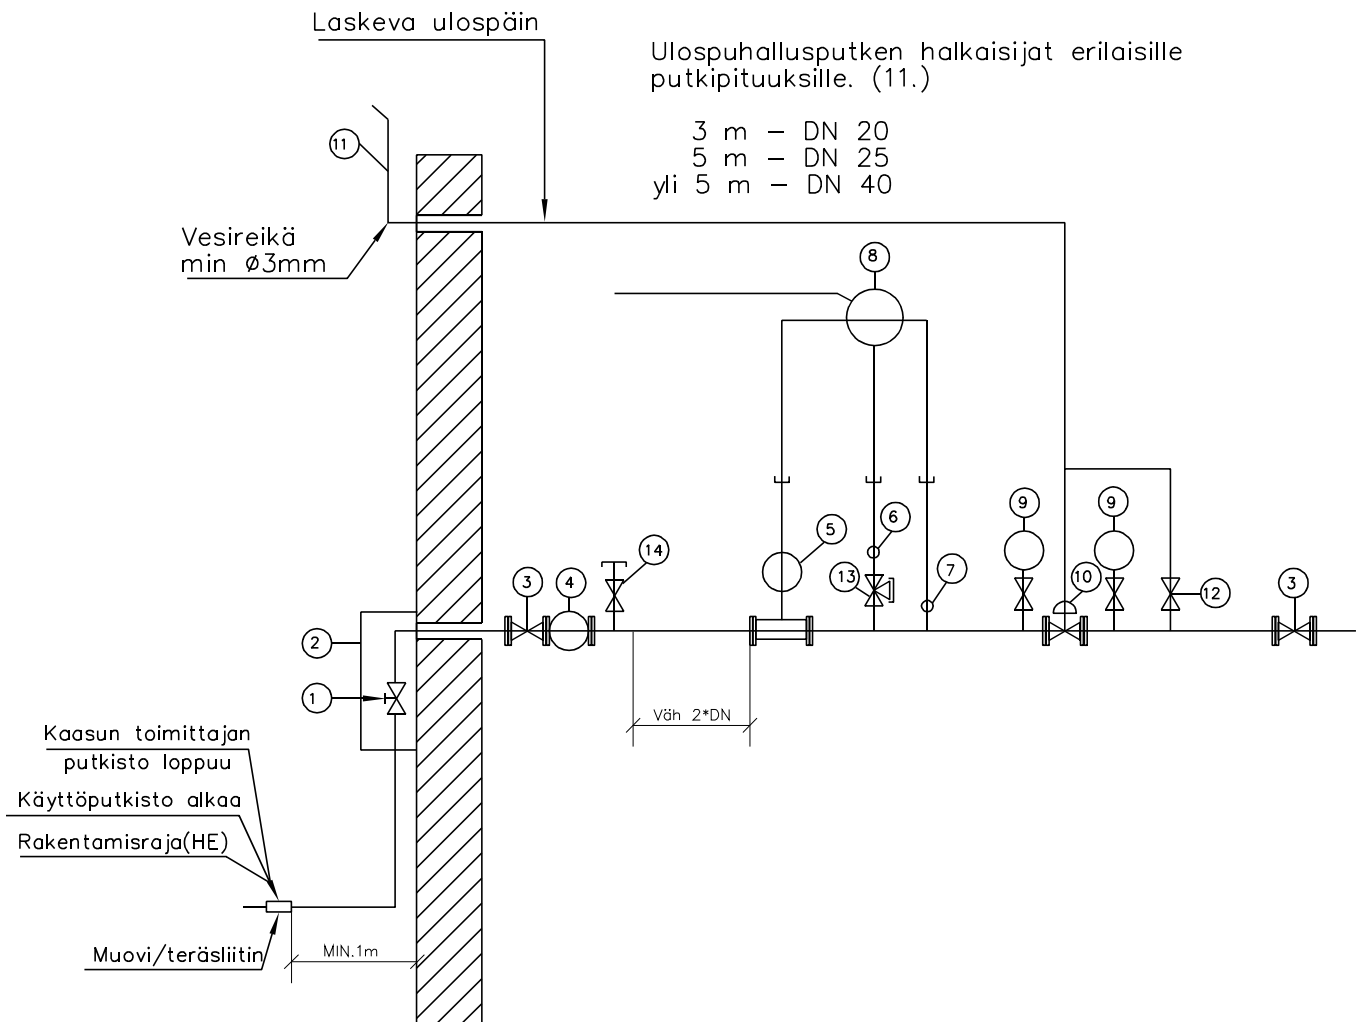 Laskeva ulospäin
Ulospuhallusputken halkaisijat erilaisille
putkipituuksille. (11.)
3 m – DN 20
5 m – DN 25
yli 5 m – DN 40
11
Vesireikä
min Ø3mm
8
9
9
6
5
14
13
7
10
12
3
4
3
2
1
Väh 2*DN
Kaasun toimittajan
putkisto loppuu
Käyttöputkisto alkaa
Rakentamisraja(HE)
Muovi/teräsliitin
MIN.1m